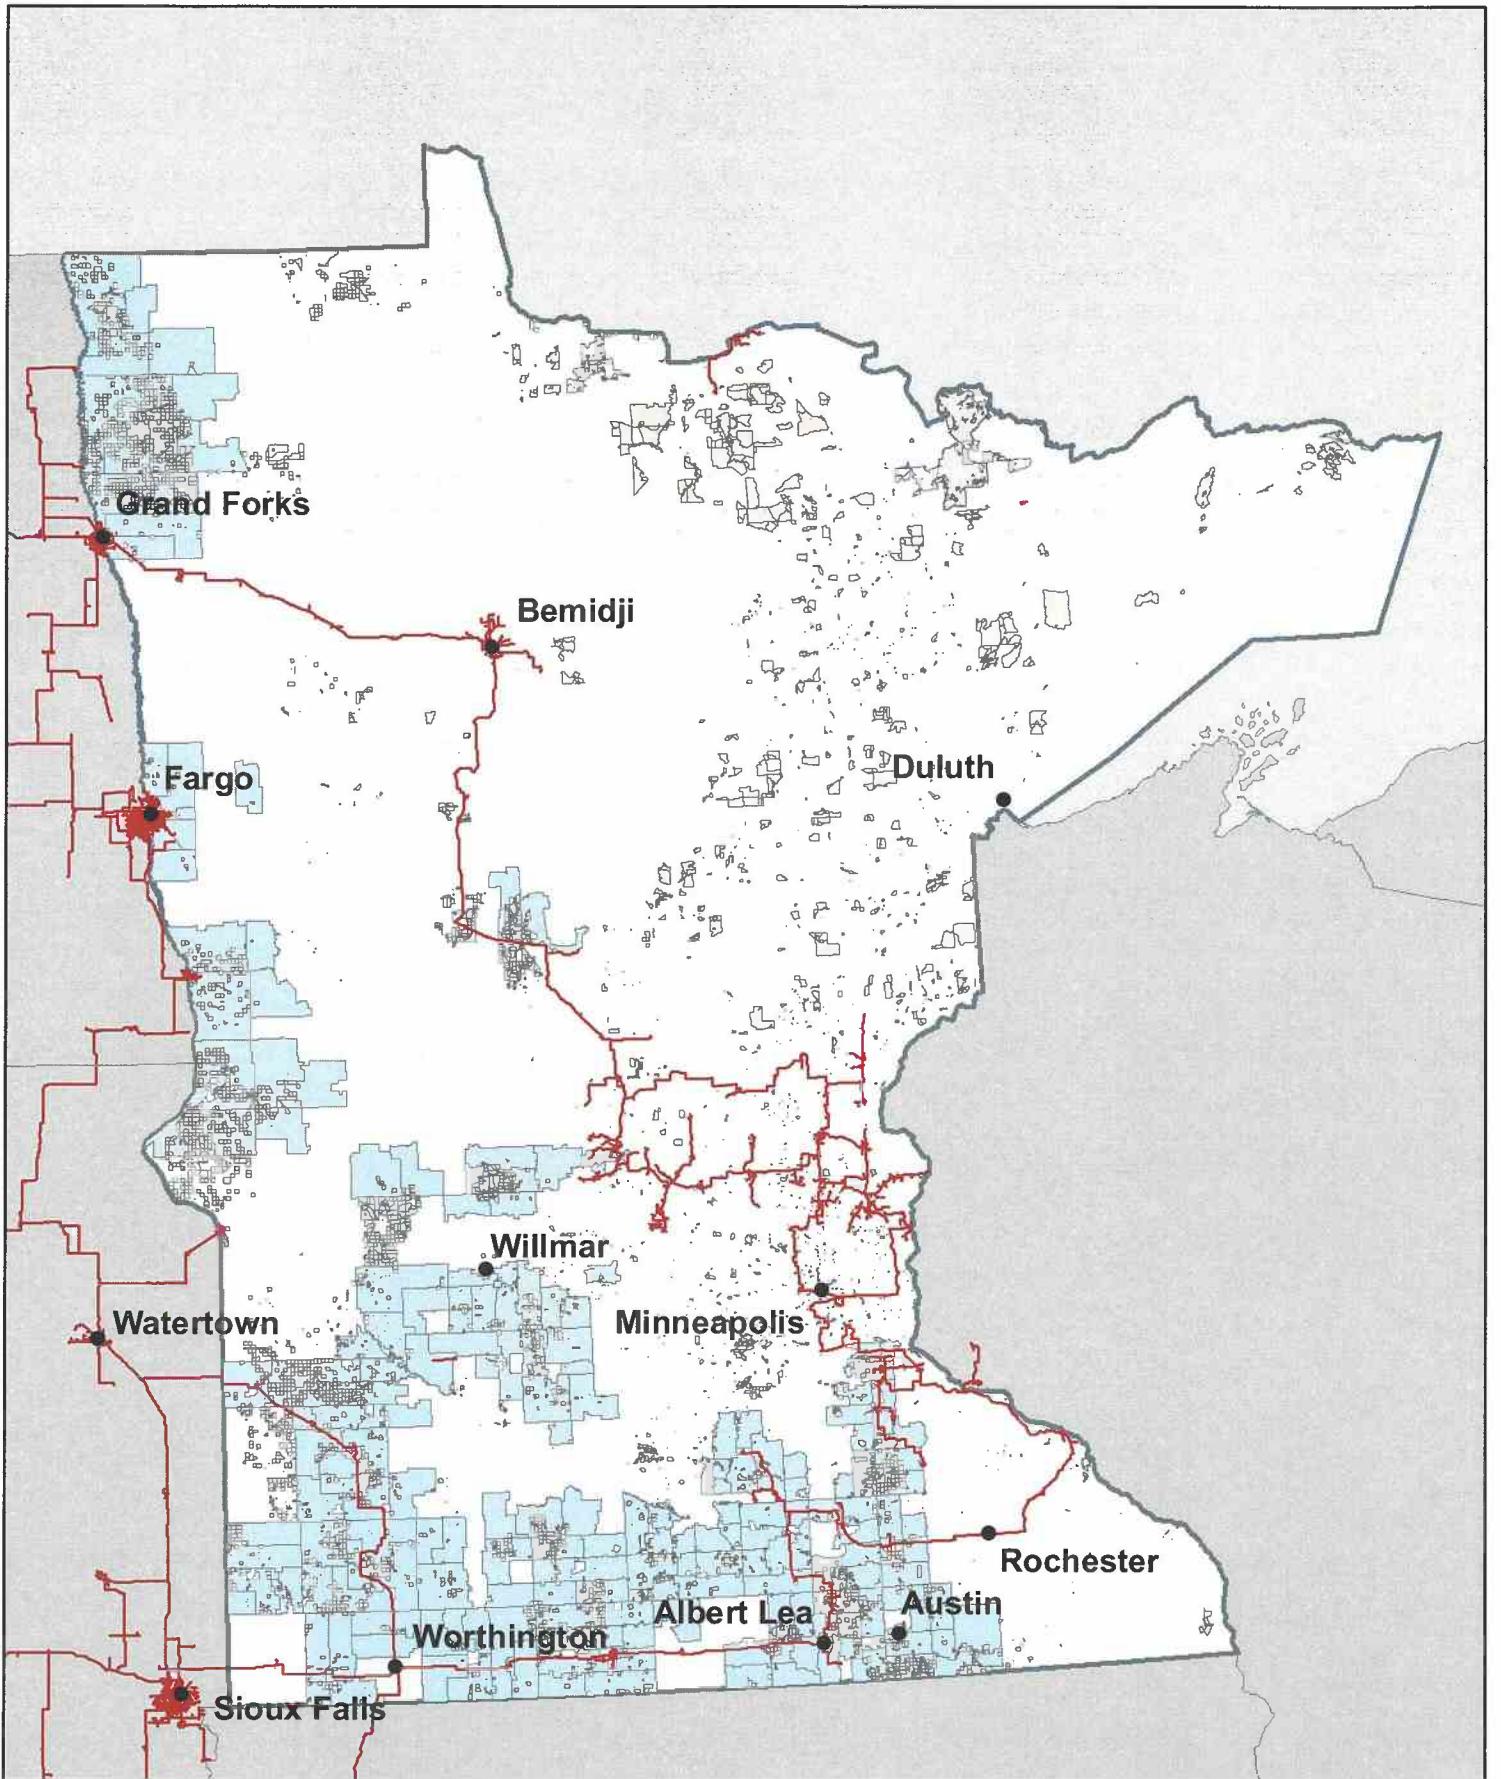 Grand Forks
Bemidji
Fargo
Duluth
Willmar
Watertown
Minneapolis
Rochester
Albert Lea
Austin
Worthington
Sioux Falls